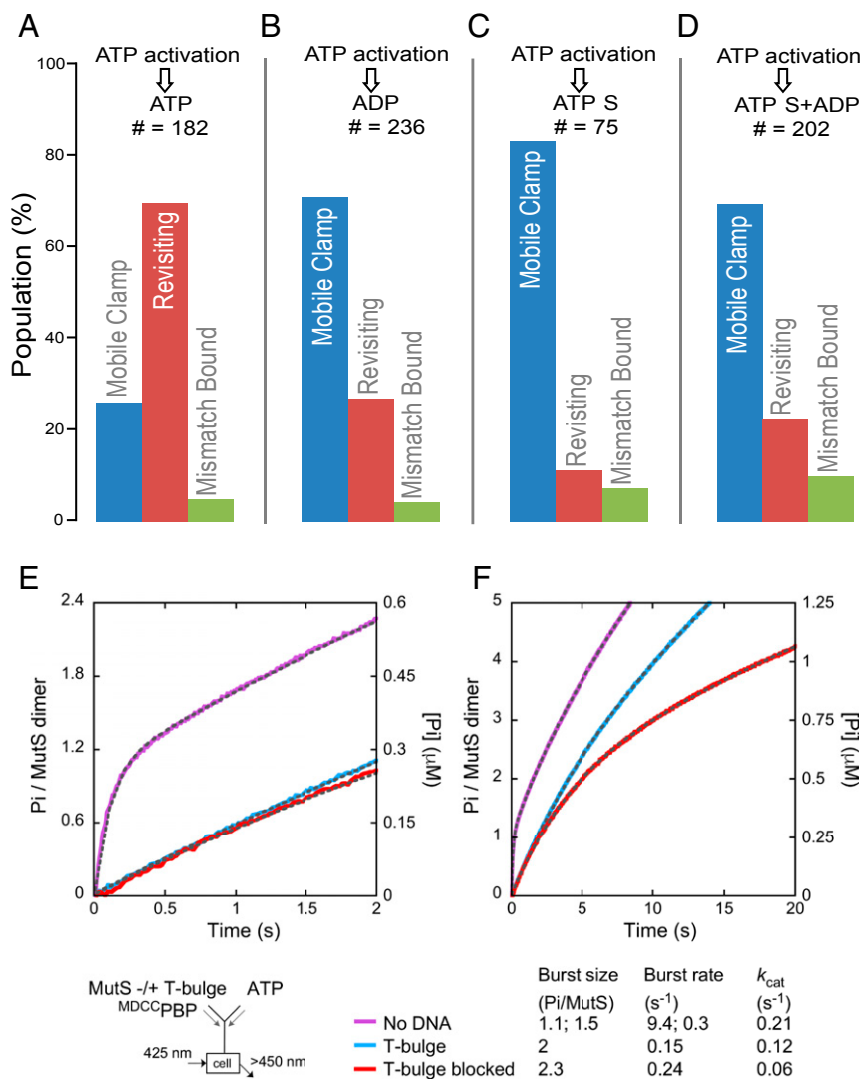 A
ATP activation
ATP
# = 182
B
ATP activation
ADP
# = 236
C
ATP activation
ATP S
# = 75
D
ATP activation
ATP S+ADP
# = 202
Population (%)
100
80
60
40
20
0
Mobile Clamp
Revisiting
Mismatch Bound
Mobile Clamp
Revisiting
Mismatch Bound
Mobile Clamp
Revisting
Mismatch Bound
Mobile Clamp
Revisiting
Mismatch Bound
E
Pi / MutS dimer
2.4
1.8
1.2
0.6
0
0 0.5 1 1.5 2
Time (s)
0.6
0.45
0.3
0.15
0
[Pi] (µM)
F
Pi / MutS dimer
5
4
3
2
1
0
0 5 10 15 20
Time (s)
1.25
1
0.75
0.5
0.25
0
[Pi] (µM)
MutS -/+ T-bulge ATP
MDCCPBP
425 nm
cell
>450 nm
Burst size Burst rate kcat
(Pi/MutS) (s⁻¹) (s⁻¹)
No DNA 1.1; 1.5 9.4; 0.3 0.21
T-bulge 2 0.15 0.12
T-bulge blocked 2.3 0.24 0.06